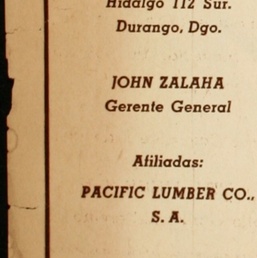 Hidalgo 112 Sur.
Durango, Dgo.
JOHN ZALAHA
Gerente General
Afiliadas:
PACIFIC LUMBER CO.,
S. A.